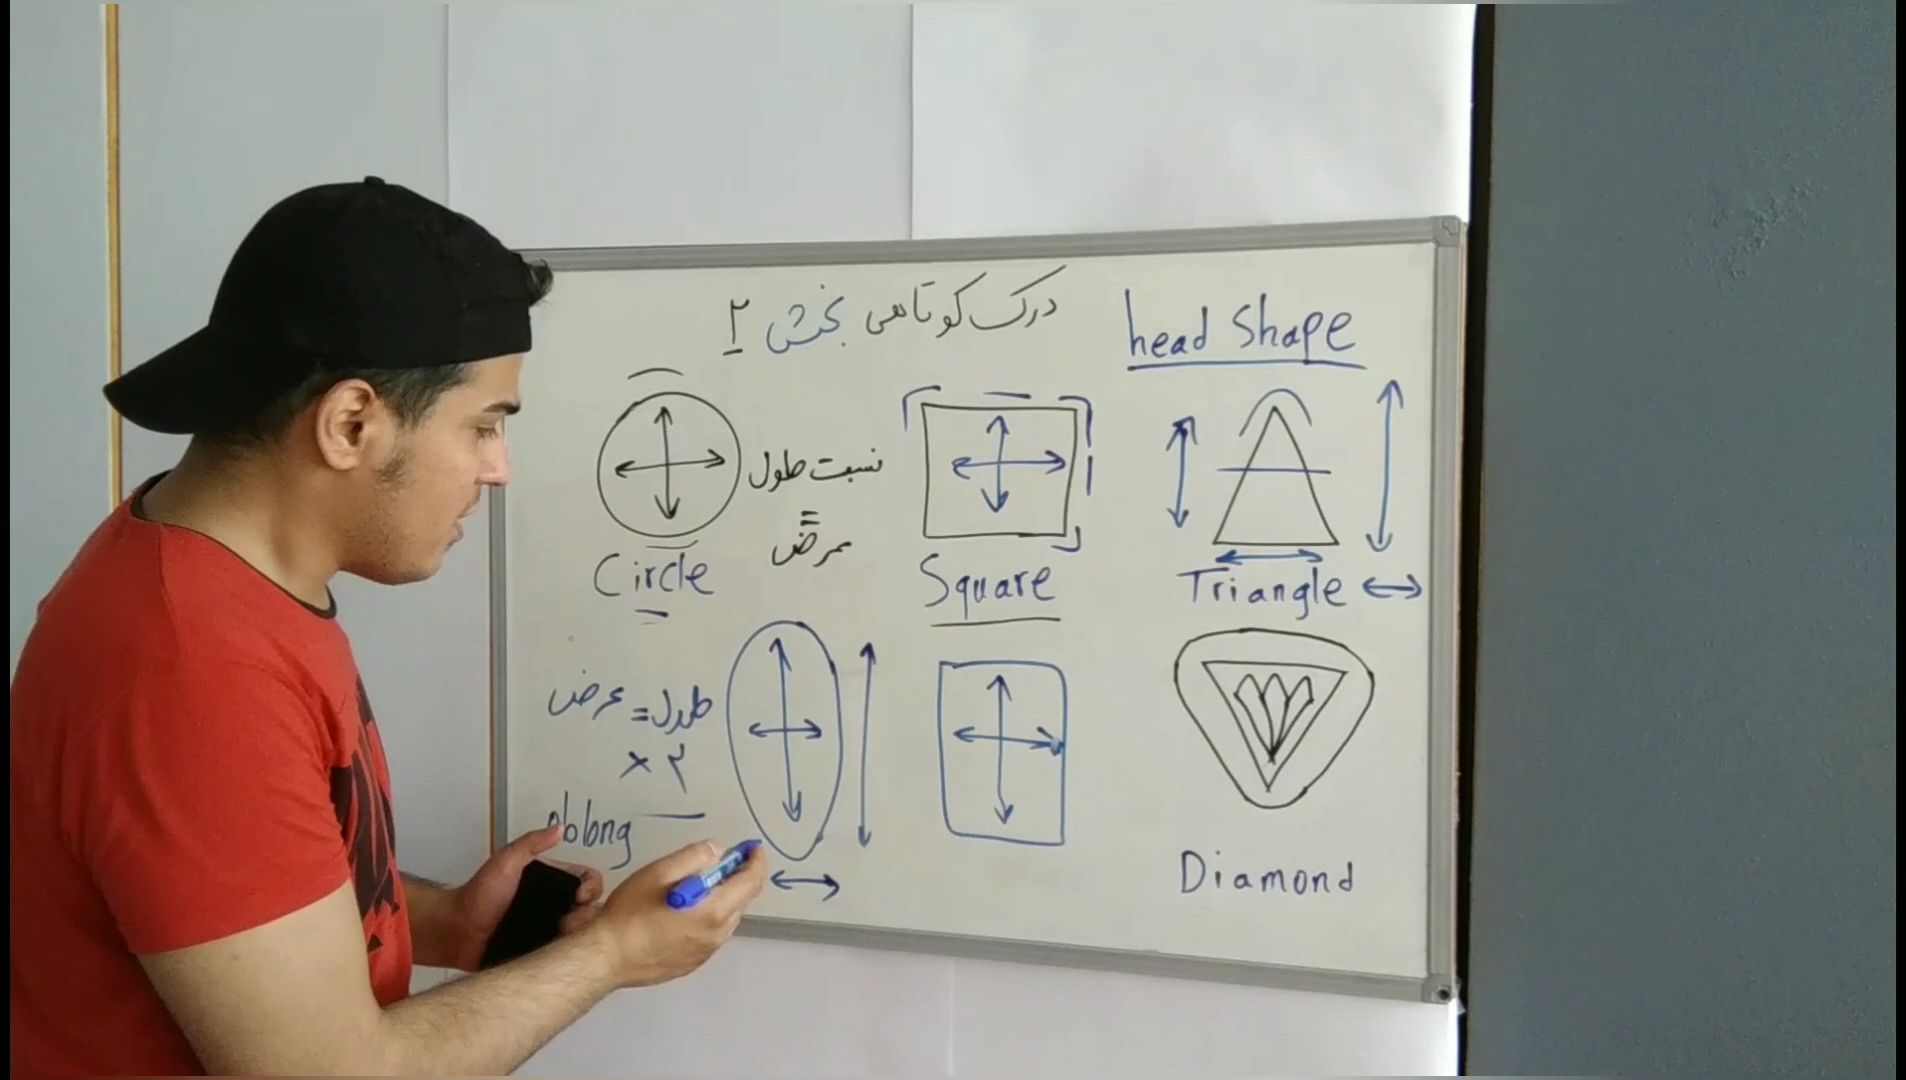 درک کوتاهی بخش ۲
head Shape
نسبت طول
=
عرض
Circle
Square
Triangle
طول = عرض
× ۲
oblong
Diamond